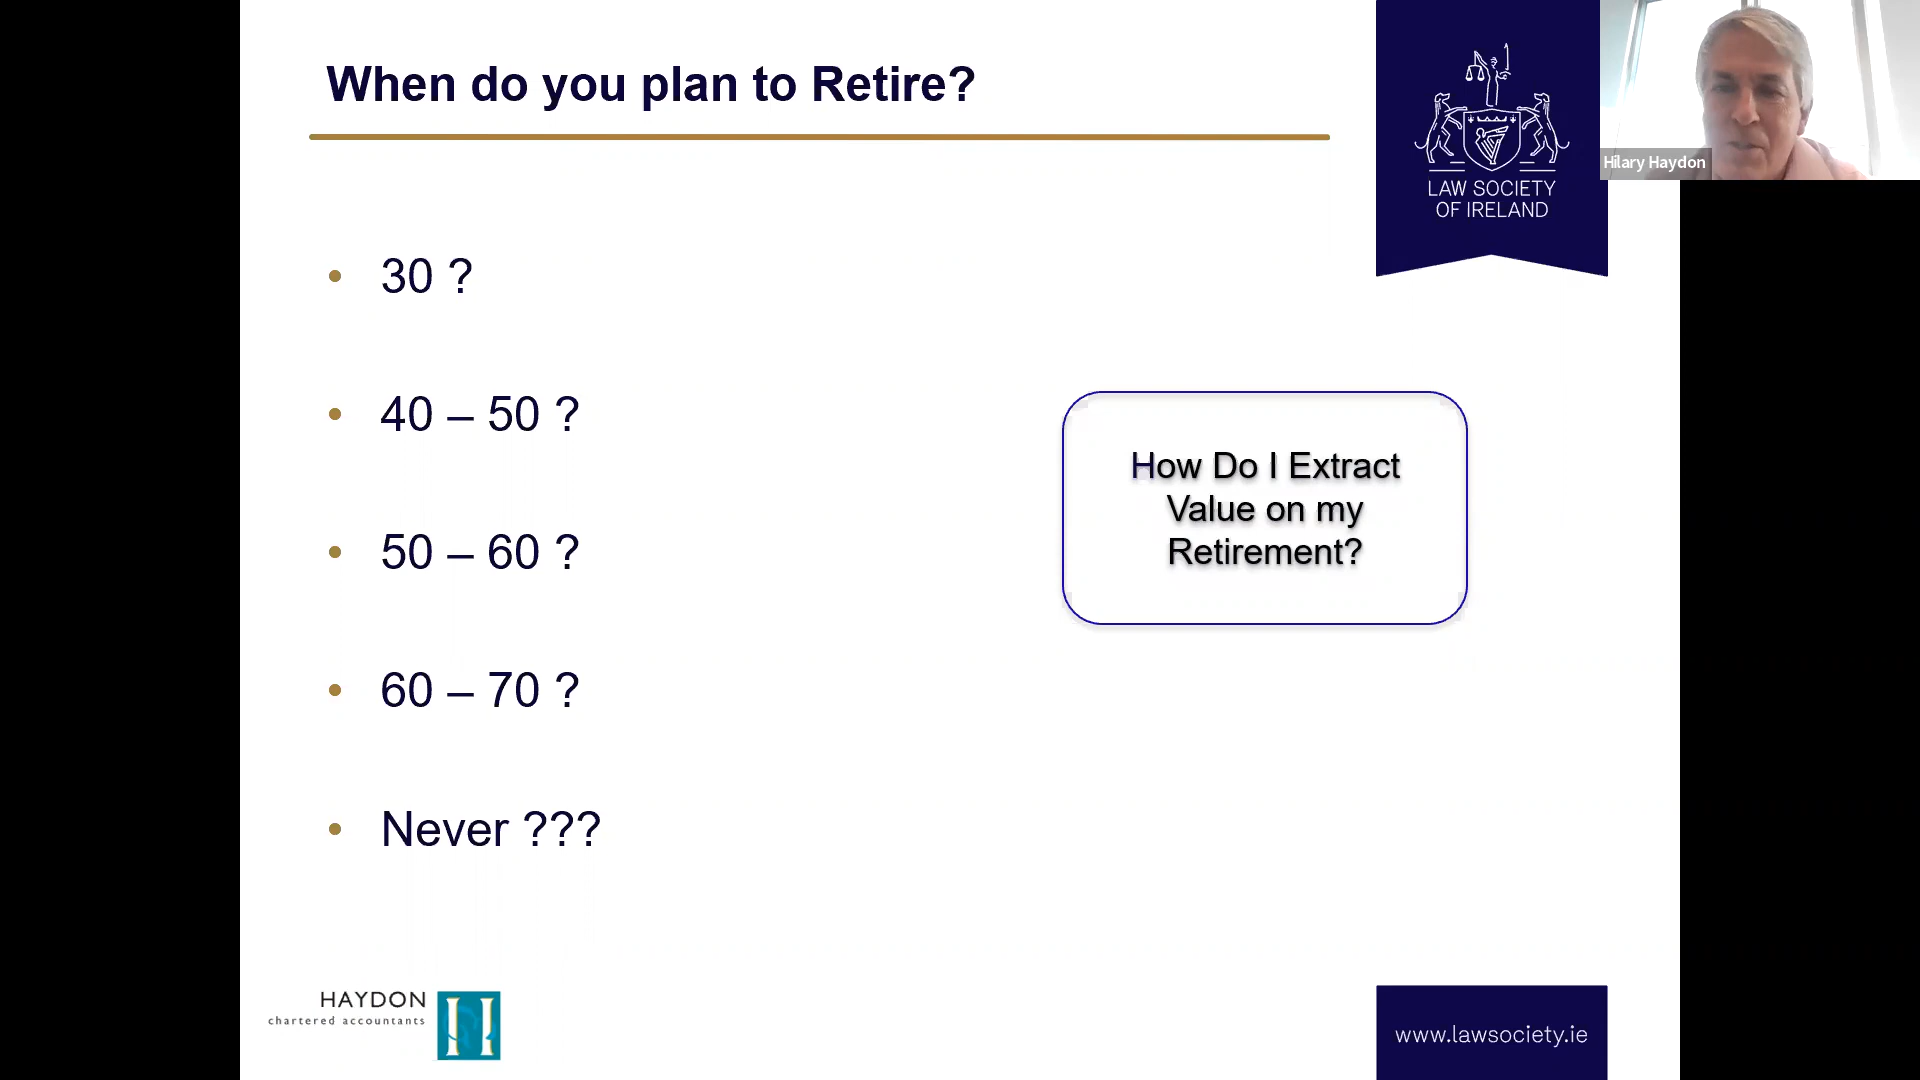 When do you plan to Retire?
LAW SOCIETY
OF IRELAND
Hilary Haydon
• 30 ?
• 40 – 50 ?
• 50 – 60 ?
• 60 – 70 ?
• Never ???
How Do I Extract
Value on my
Retirement?
HAYDON
chartered accountants
H
www.lawsociety.ie